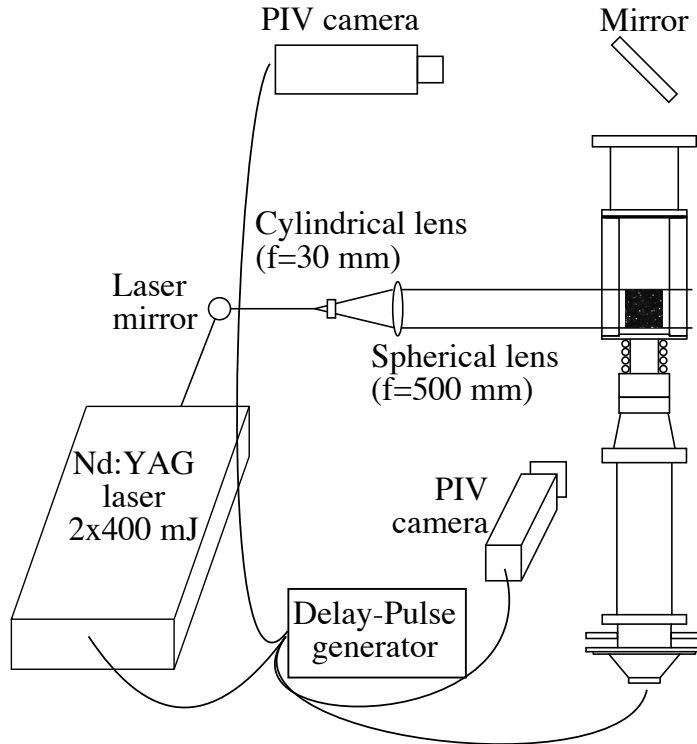 PIV camera
Mirror
Cylindrical lens
(f=30 mm)
Laser
mirror
Spherical lens
(f=500 mm)
Nd:YAG
laser
2x400 mJ
PIV
camera
Delay-Pulse
generator